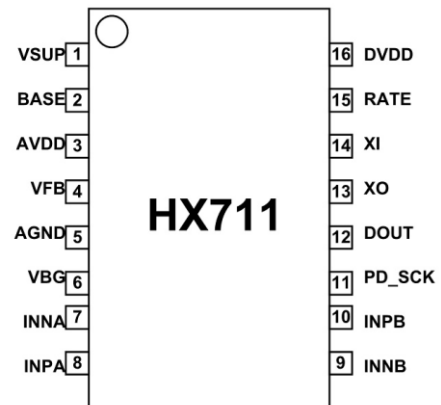 VSUP 1 16 DVDD
BASE 2 15 RATE
AVDD 3 14 XI
VFB 4 13 XO
HX711
AGND 5 12 DOUT
VBG 6 11 PD_SCK
INNA 7 10 INPB
INPA 8 9 INNB